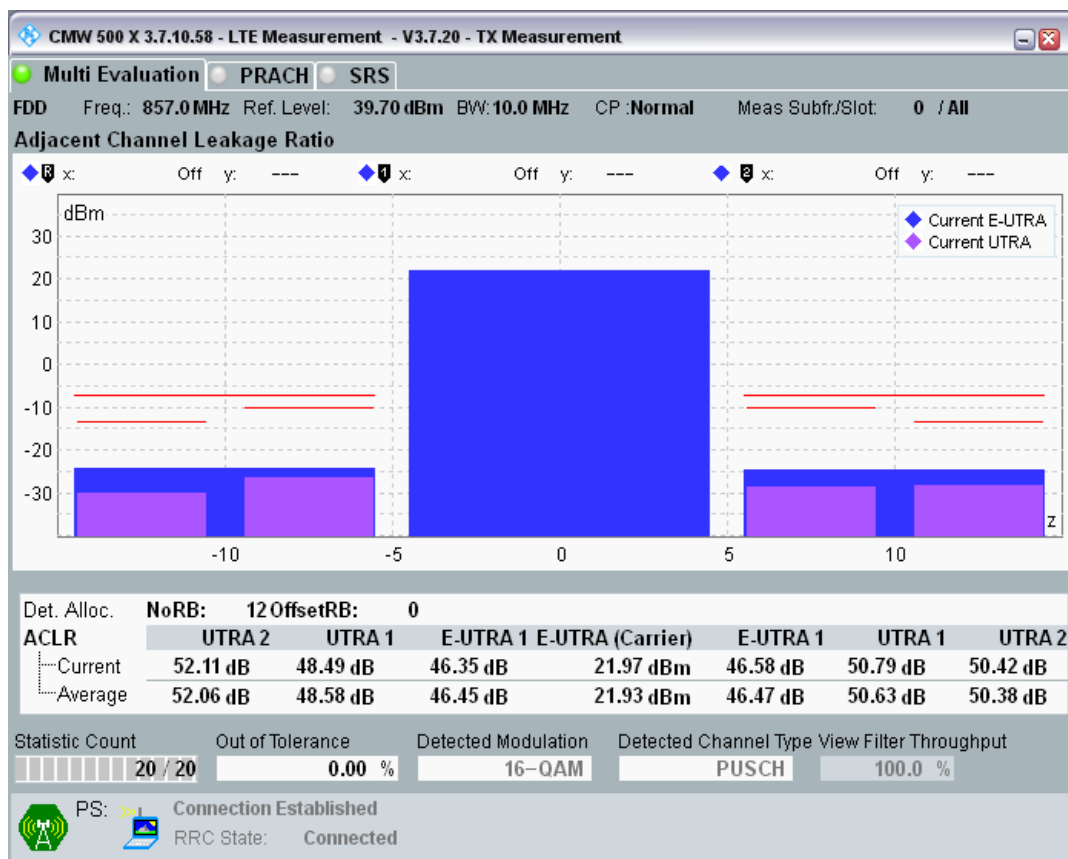 CMW 500 X 3.7.10.58 - LTE Measurement - V3.7.20 - TX Measurement
Multi Evaluation PRACH SRS
FDD Freq.: 857.0 MHz Ref. Level: 39.70 dBm BW: 10.0 MHz CP :Normal Meas Subfr./Slot: 0 / All
Adjacent Channel Leakage Ratio
R x: Off y: --- 1 x: Off y: --- 2 x: Off y: ---
dBm
Current E-UTRA
Current UTRA
30
20
10
0
-10
-20
-30
z
-10 -5 0 5 10
Det. Alloc. NoRB: 12 OffsetRB: 0
ACLR UTRA 2 UTRA 1 E-UTRA 1 E-UTRA (Carrier) E-UTRA 1 UTRA 1 UTRA 2
Current 52.11 dB 48.49 dB 46.35 dB 21.97 dBm 46.58 dB 50.79 dB 50.42 dB
Average 52.06 dB 48.58 dB 46.45 dB 21.93 dBm 46.47 dB 50.63 dB 50.38 dB
Statistic Count Out of Tolerance Detected Modulation Detected Channel Type View Filter Throughput
20 / 20 0.00 % 16-QAM PUSCH 100.0 %
PS: Connection Established
RRC State: Connected